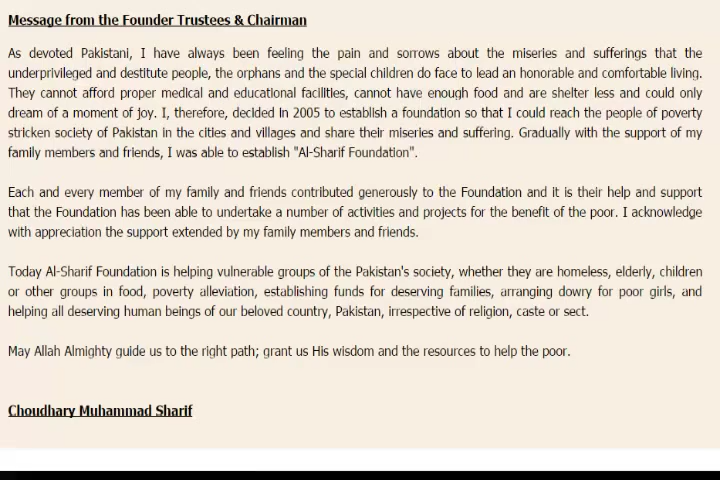 Message from the Founder Trustees & Chairman
As devoted Pakistani, I have always been feeling the pain and sorrows about the miseries and sufferings that the
underprivileged and destitute people, the orphans and the special children do face to lead an honorable and comfortable living.
They cannot afford proper medical and educational facilities, cannot have enough food and are shelter less and could only
dream of a moment of joy. I, therefore, decided in 2005 to establish a foundation so that I could reach the people of poverty
stricken society of Pakistan in the cities and villages and share their miseries and suffering. Gradually with the support of my
family members and friends, I was able to establish "Al-Sharif Foundation".
Each and every member of my family and friends contributed generously to the Foundation and it is their help and support
that the Foundation has been able to undertake a number of activities and projects for the benefit of the poor. I acknowledge
with appreciation the support extended by my family members and friends.
Today Al-Sharif Foundation is helping vulnerable groups of the Pakistan's society, whether they are homeless, elderly, children
or other groups in food, poverty alleviation, establishing funds for deserving families, arranging dowry for poor girls, and
helping all deserving human beings of our beloved country, Pakistan, irrespective of religion, caste or sect.
May Allah Almighty guide us to the right path; grant us His wisdom and the resources to help the poor.
Choudhary Muhammad Sharif